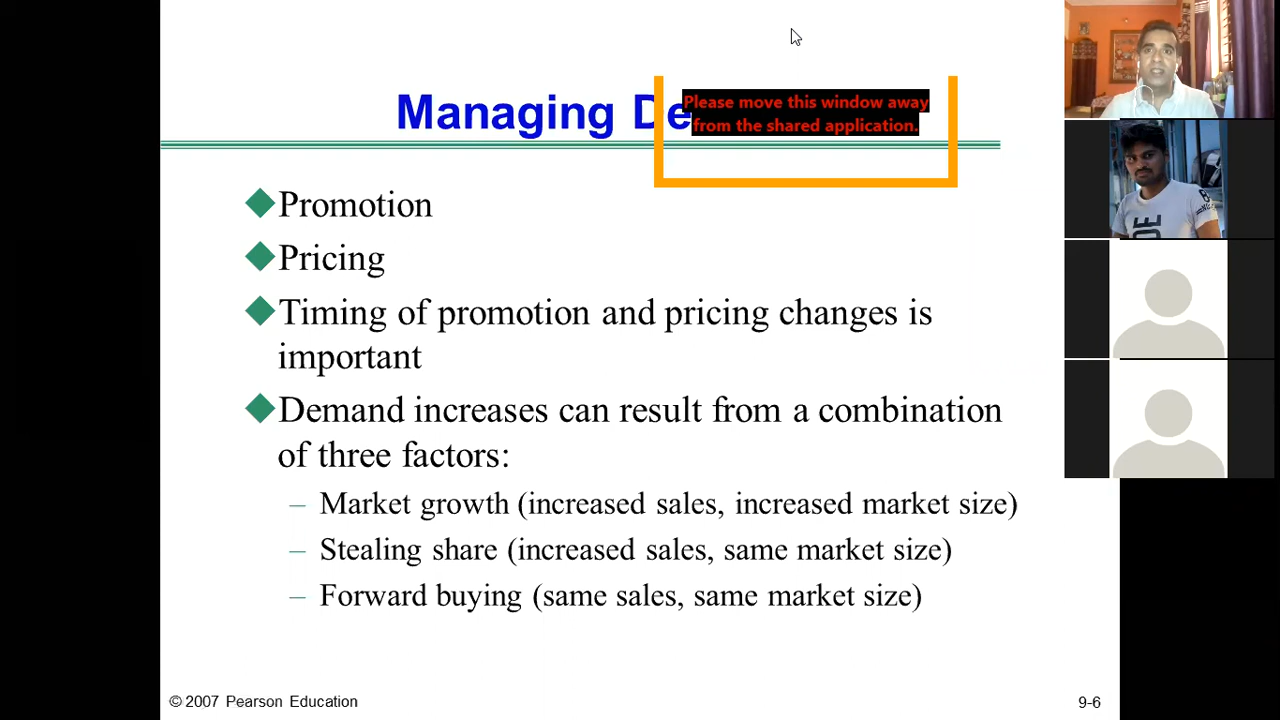 Managing De
Please move this window away
from the shared application.
Promotion
Pricing
Timing of promotion and pricing changes is
important
Demand increases can result from a combination
of three factors:
– Market growth (increased sales, increased market size)
– Stealing share (increased sales, same market size)
– Forward buying (same sales, same market size)
© 2007 Pearson Education
9-6